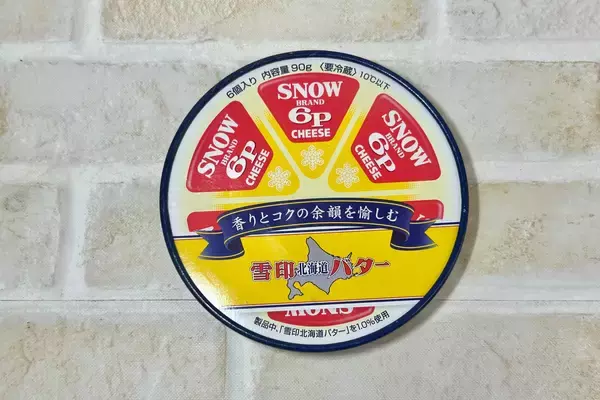 6個入り 内容量90g 〈要冷蔵〉10℃以下
SNOW
BRAND
6P
CHEESE
SNOW
BRAND
6P
CHEESE
SNOW
BRAND
6P
CHEESE
香りとコクの余韻を愉しむ
雪印北海道バター
SNOW
製品中、「雪印北海道バター」を1.0%使用